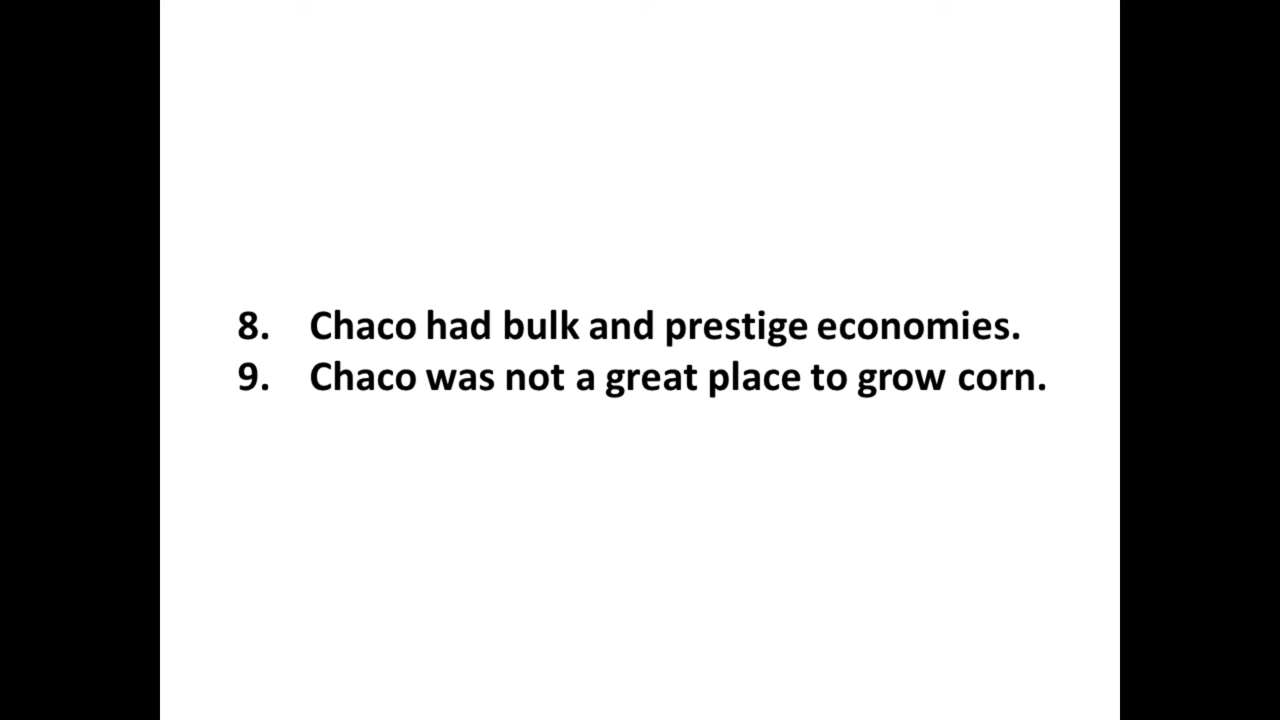 8. Chaco had bulk and prestige economies.
9. Chaco was not a great place to grow corn.